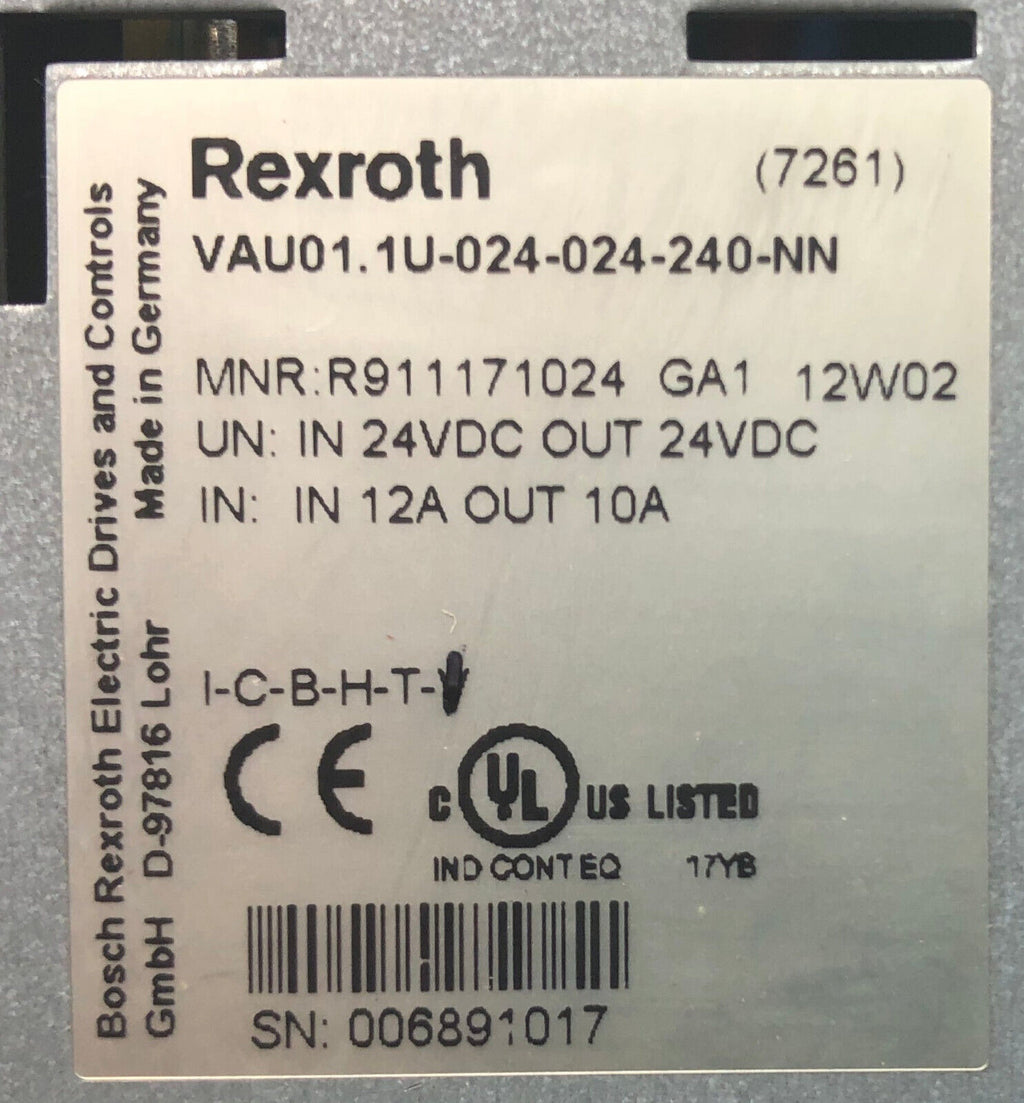 Rexroth (7261)
VAU01.1U-024-024-240-NN
MNR:R911171024 GA1 12W02
UN: IN 24VDC OUT 24VDC
IN: IN 12A OUT 10A
I-C-B-H-T-
CE
C UL US LISTED
IND CONT EQ 17YB
SN: 006891017
Bosch Rexroth Electric Drives and Controls
GmbH D-97816 Lohr Made in Germany